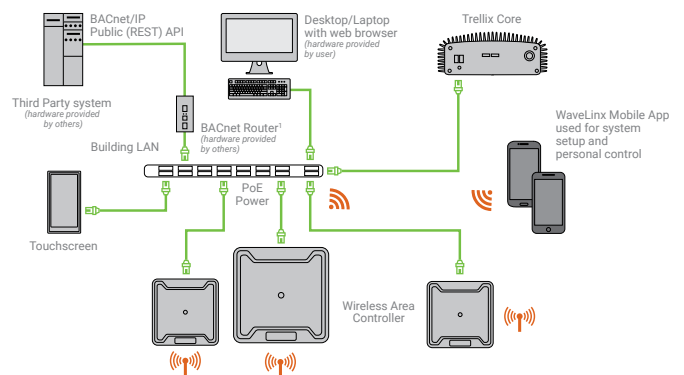 BACnet/IP
Public (REST) API
Desktop/Laptop
with web browser
(hardware provided
by user)
Trellix Core
Third Party system
(hardware provided
by others)
BACnet Router¹
(hardware provided
by others)
Building LAN
WaveLinx Mobile App
used for system
setup and
personal control
PoE
Power
Touchscreen
Wireless Area
Controller